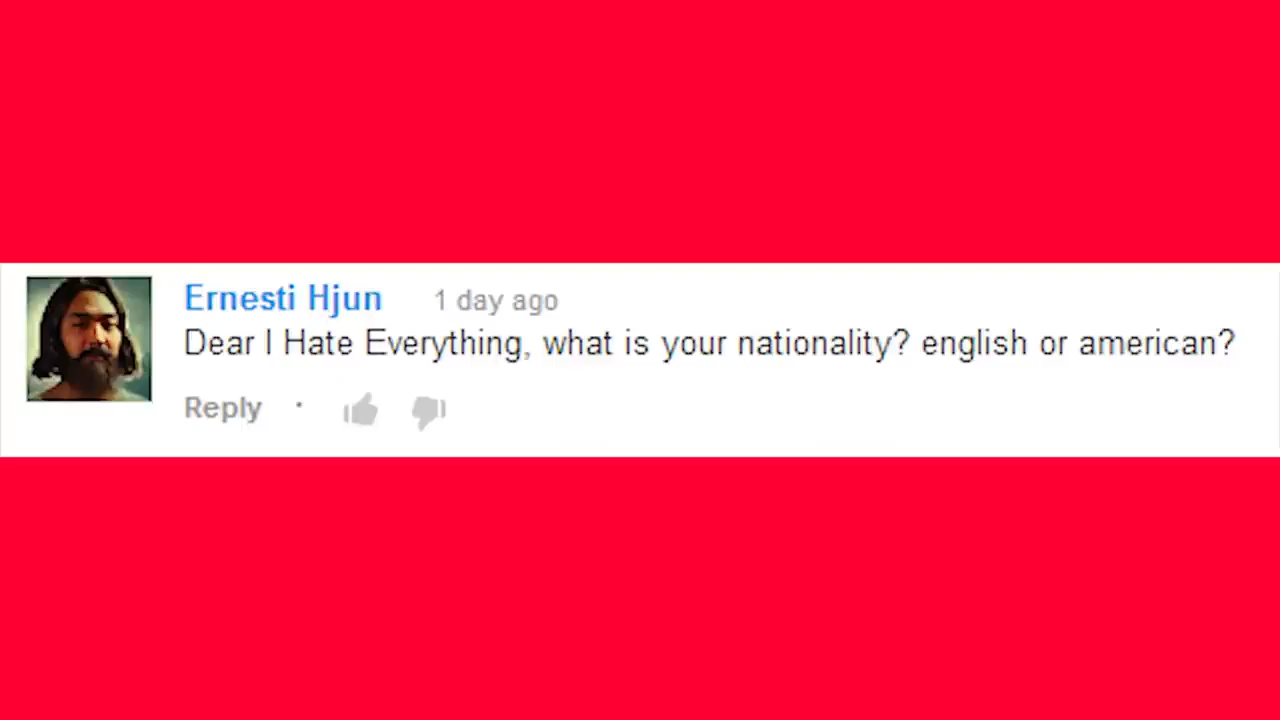 Ernesti Hjun 1 day ago
Dear I Hate Everything, what is your nationality? english or american?
Reply ·